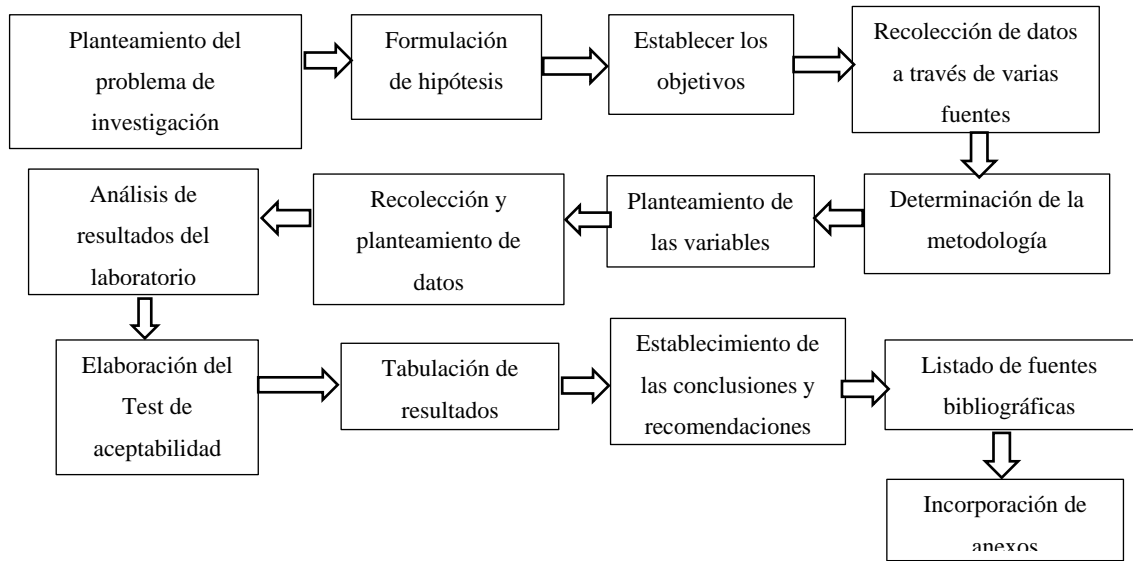 Planteamiento del
problema de
investigación
Formulación
de hipótesis
Establecer los
objetivos
Recolección de datos
a través de varias
fuentes
Determinación de la
metodología
Planteamiento de
las variables
Recolección y
planteamiento de
datos
Análisis de
resultados del
laboratorio
Elaboración del
Test de
aceptabilidad
Tabulación de
resultados
Establecimiento de
las conclusiones y
recomendaciones
Listado de fuentes
bibliográficas
Incorporación de
anexos